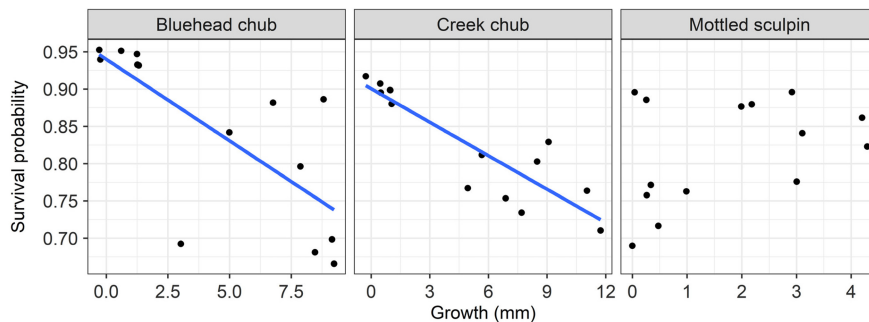 Bluehead chub Creek chub Mottled sculpin
Survival probability
0.95
0.90
0.85
0.80
0.75
0.70
0.0 2.5 5.0 7.5 0 3 6 9 12 0 1 2 3 4
Growth (mm)